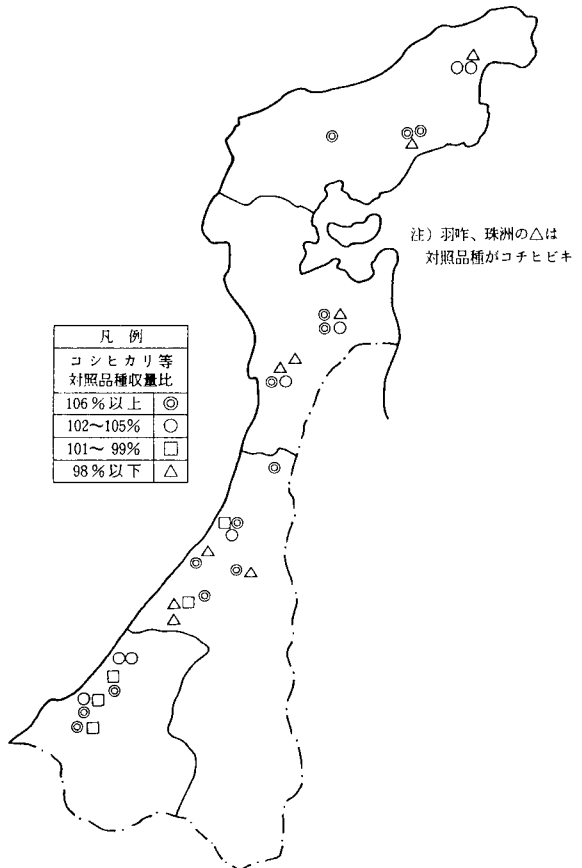 注）羽咋、珠洲の△は
対照品種がコチヒビキ
凡例
コシヒカリ等
対照品種収量比
106％以上 ◎
102〜105％ ○
101〜 99％ □
98％以下 △